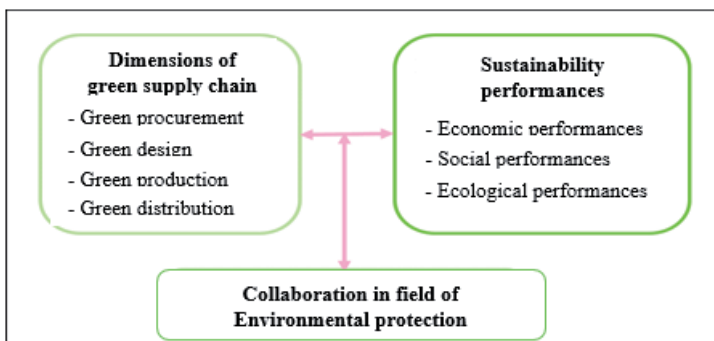 Dimensions of
green supply chain
- Green procurement
- Green design
- Green production
- Green distribution
Sustainability
performances
- Economic performances
- Social performances
- Ecological performances
Collaboration in field of
Environmental protection